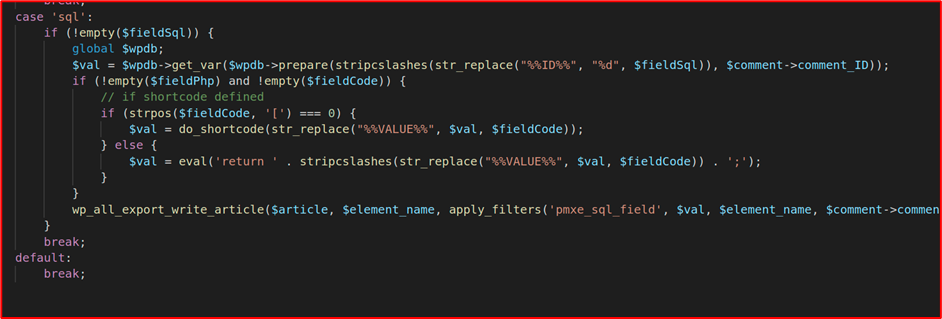 break;
case 'sql':
if (!empty($fieldSql)) {
global $wpdb;
$val = $wpdb->get_var($wpdb->prepare(stripcslashes(str_replace("%%ID%%", "%d", $fieldSql)), $comment->comment_ID));
if (!empty($fieldPhp) and !empty($fieldCode)) {
// if shortcode defined
if (strpos($fieldCode, '[') === 0) {
$val = do_shortcode(str_replace("%%VALUE%%", $val, $fieldCode));
} else {
$val = eval('return ' . stripcslashes(str_replace("%%VALUE%%", $val, $fieldCode)) . ';');
}
}
wp_all_export_write_article($article, $element_name, apply_filters('pmxe_sql_field', $val, $element_name, $comment->commen
}
break;
default:
break;